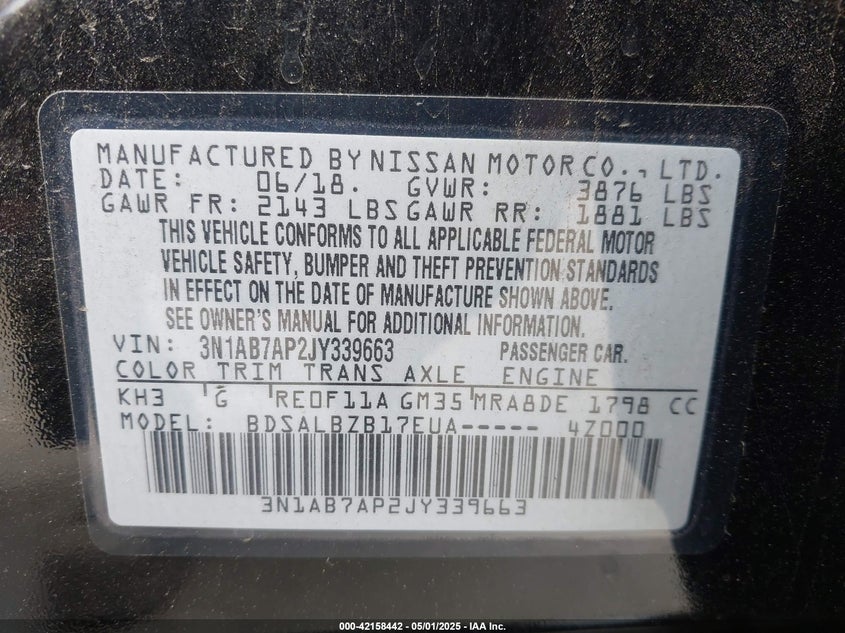 MANUFACTURED BY NISSAN MOTOR CO., LTD.
DATE: 06/18. GVWR: 3876 LBS
GAWR FR: 2143 LBS GAWR RR: 1881 LBS
THIS VEHICLE CONFORMS TO ALL APPLICABLE FEDERAL MOTOR
VEHICLE SAFETY, BUMPER AND THEFT PREVENTION STANDARDS
IN EFFECT ON THE DATE OF MANUFACTURE SHOWN ABOVE.
SEE OWNER'S MANUAL FOR ADDITIONAL INFORMATION.
VIN: 3N1AB7AP2JY339663 PASSENGER CAR.
COLOR TRIM TRANS AXLE ENGINE
KH3 G RE0F11A GM35 MRA8DE 1798 CC
MODEL: BDSALBZB17EUA----- 4Z000
3N1AB7AP2JY339663
000-42158442 - 05/01/2025 - IAA Inc.